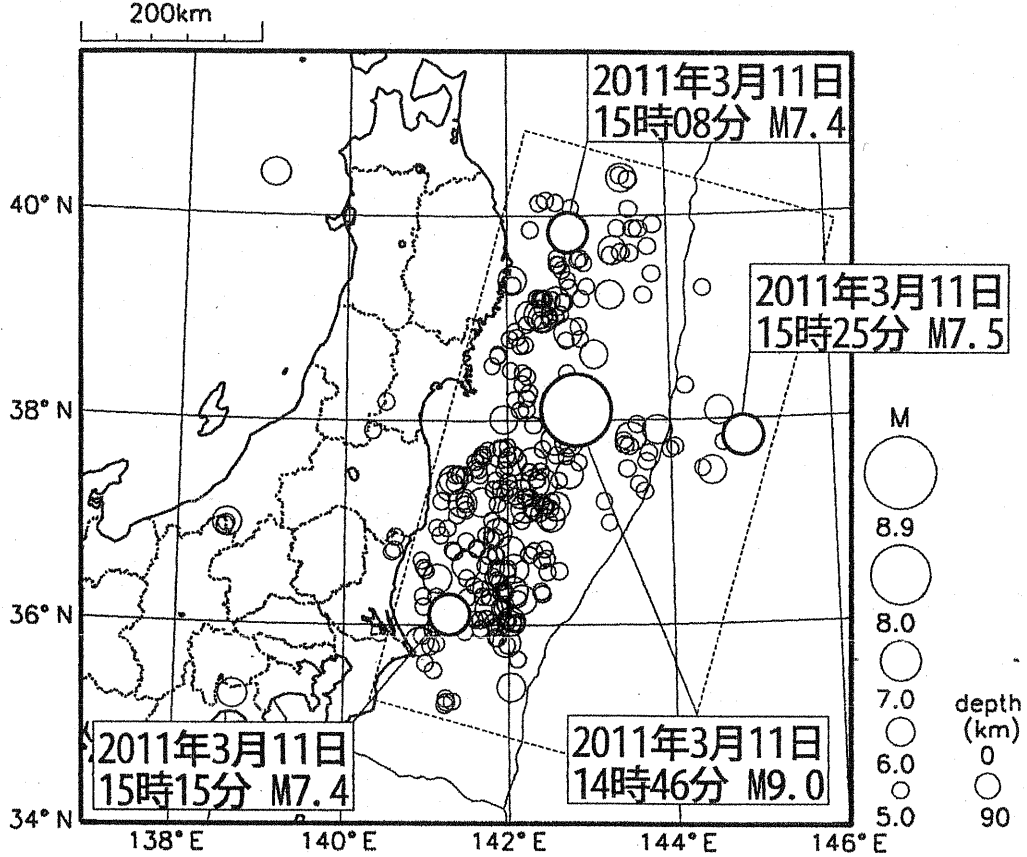 200km
2011年3月11日
15時08分 M7.4
40°N
2011年3月11日
15時25分 M7.5
38°N
M
8.9
36°N
8.0
7.0
depth
(km)
2011年3月11日
15時15分 M7.4
2011年3月11日
14時46分 M9.0
6.0
0
5.0
90
34°N
138°E
140°E
142°E
144°E
146°E